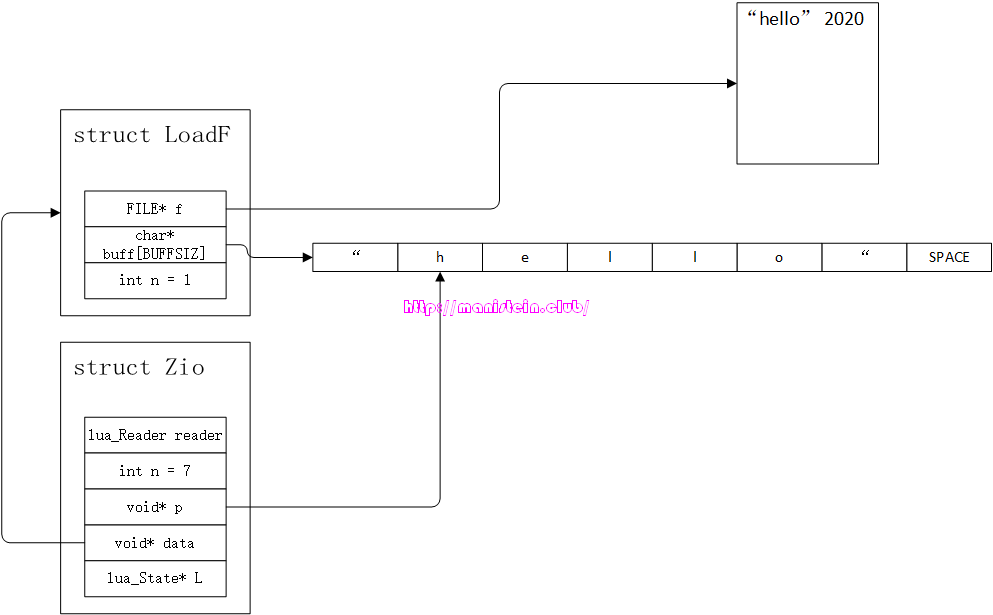 “hello” 2020
struct LoadF
FILE* f
char*
buff[BUFFSIZ]
int n = 1
“ h e l l o “ SPACE
http://manistein.club/
struct Zio
lua_Reader reader
int n = 7
void* p
void* data
lua_State* L